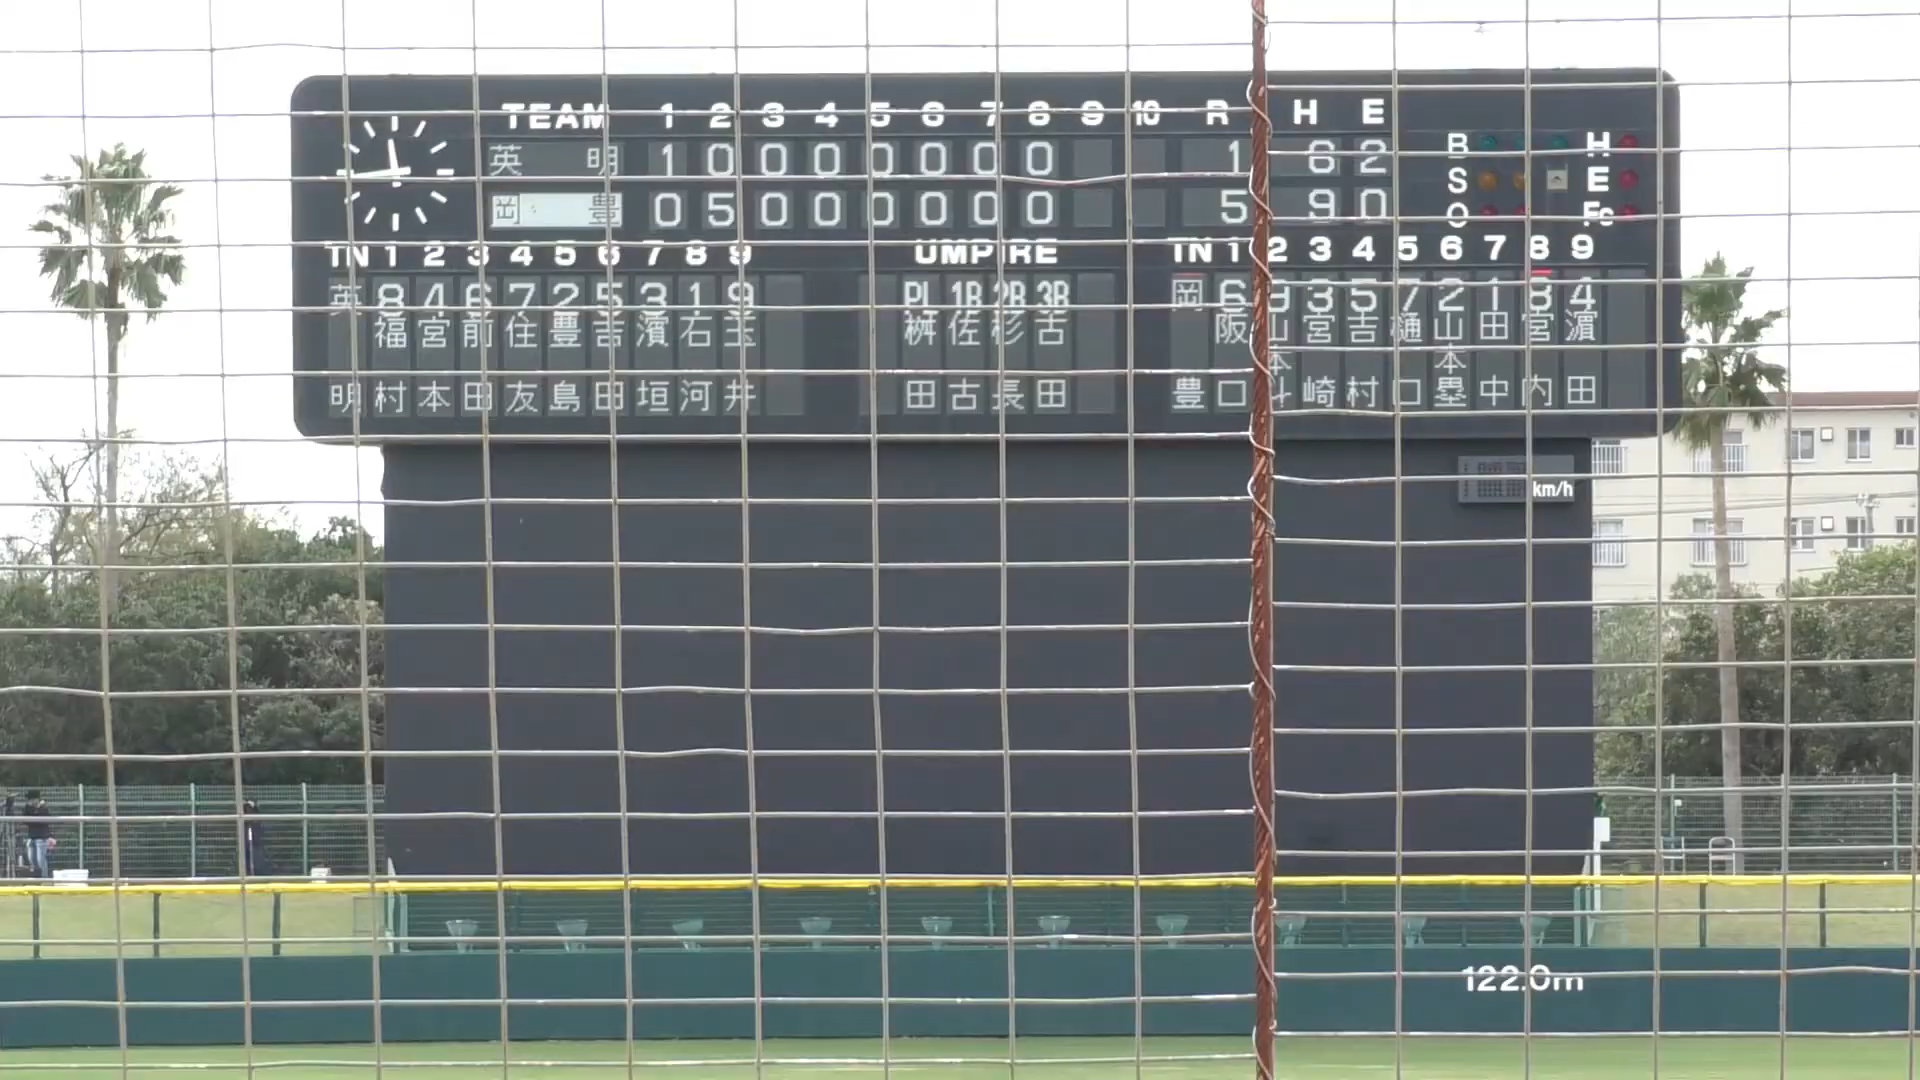 TEAM 1 2 3 4 5 6 7 8 9 10 R H E
英明 1 0 0 0 0 0 0 0 1 6 2
岡豊 0 5 0 0 0 0 0 0 5 9 0
B H
S E
O Fc
TN 1 2 3 4 5 6 7 8 9
英明
8 福村
4 宮本
6 前田
7 住友
2 豊島
5 吉田
3 濱垣
1 右河
9 玉井
UMPIRE
PL 桝田
1B 佐古
2B 杉長
3B 古田
TN 1 2 3 4 5 6 7 8 9
岡豊
6 阪口
9 山本斗
3 宮崎
5 吉村
7 樋口
2 山本塁
1 田中
8 宮内
4 濵田
km/h
122.0m